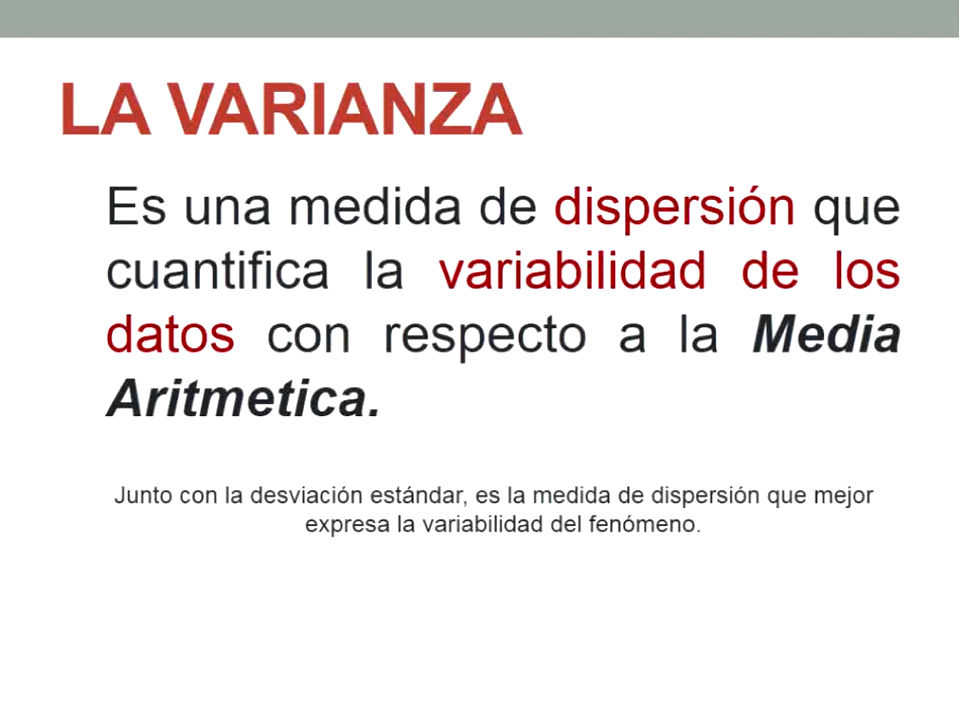 LA VARIANZA
Es una medida de dispersión que
cuantifica la variabilidad de los
datos con respecto a la Media
Aritmetica.
Junto con la desviación estándar, es la medida de dispersión que mejor
expresa la variabilidad del fenómeno.